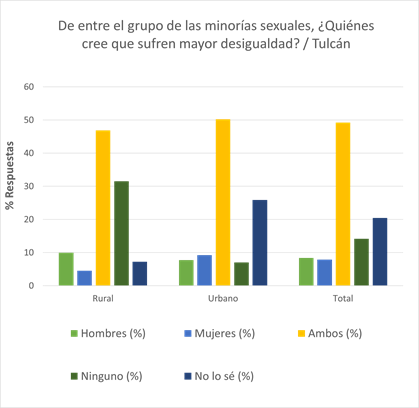 De entre el grupo de las minorías sexuales, ¿Quiénes
cree que sufren mayor desigualdad? / Tulcán
% Respuestas
60
50
40
30
20
10
0
Rural Urbano Total
Hombres (%) Mujeres (%) Ambos (%)
Ninguno (%) No lo sé (%)